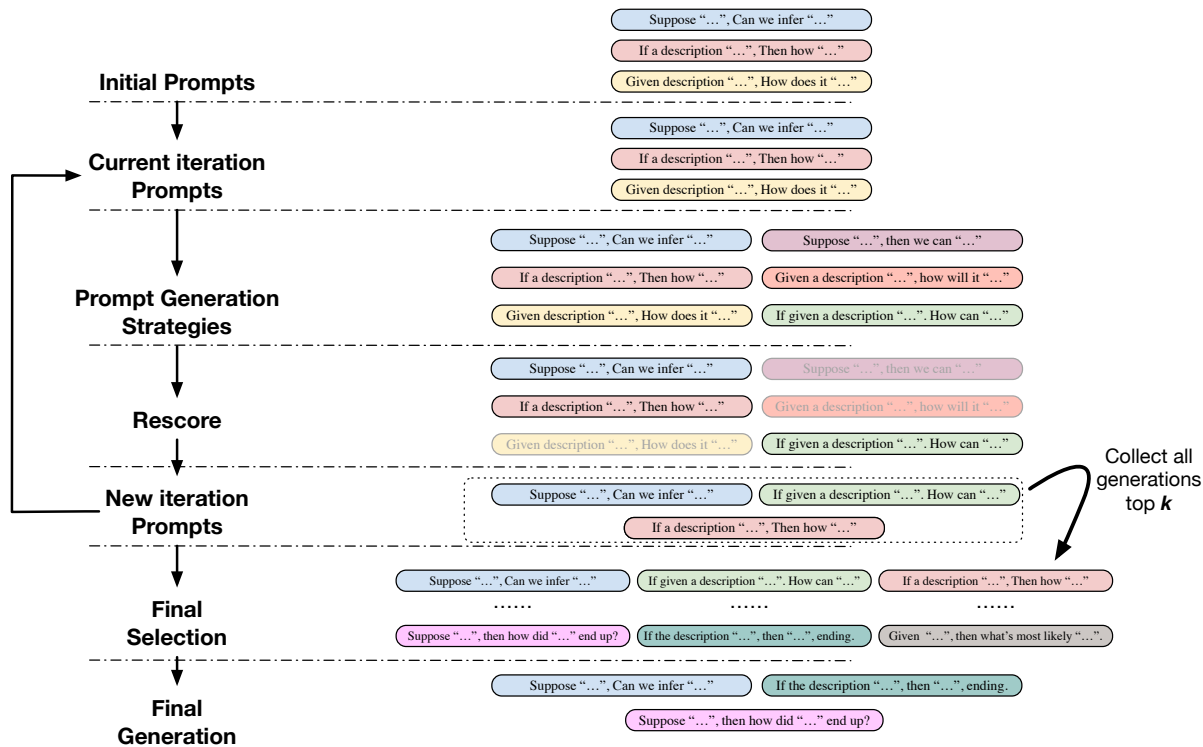 Suppose “…”, Can we infer “…”
If a description “…”, Then how “…”
Initial Prompts
Given description “…”, How does it “…”
Suppose “…”, Can we infer “…”
Current iteration
Prompts
If a description “…”, Then how “…”
Given description “…”, How does it “…”
Suppose “…”, Can we infer “…”
Suppose “…”, then we can “…”
If a description “…”, Then how “…”
Given a description “…”, how will it “…”
Prompt Generation
Strategies
Given description “…”, How does it “…”
If given a description “…”. How can “…”
Suppose “…”, Can we infer “…”
Suppose “…”, then we can “…”
Rescore
If a description “…”, Then how “…”
Given a description “…”, how will it “…”
Given description “…”, How does it “…”
If given a description “…”. How can “…”
Collect all
generations
top k
New iteration
Prompts
Suppose “…”, Can we infer “…”
If given a description “…”. How can “…”
If a description “…”, Then how “…”
Suppose “…”, Can we infer “…”
If given a description “…”. How can “…”
If a description “…”, Then how “…”
......
......
......
Final
Selection
Suppose “…”, then how did “…” end up?
If the description “…”, then “…”, ending.
Given “…”, then what’s most likely “…”.
Suppose “…”, Can we infer “…”
If the description “…”, then “…”, ending.
Final
Generation
Suppose “…”, then how did “…” end up?